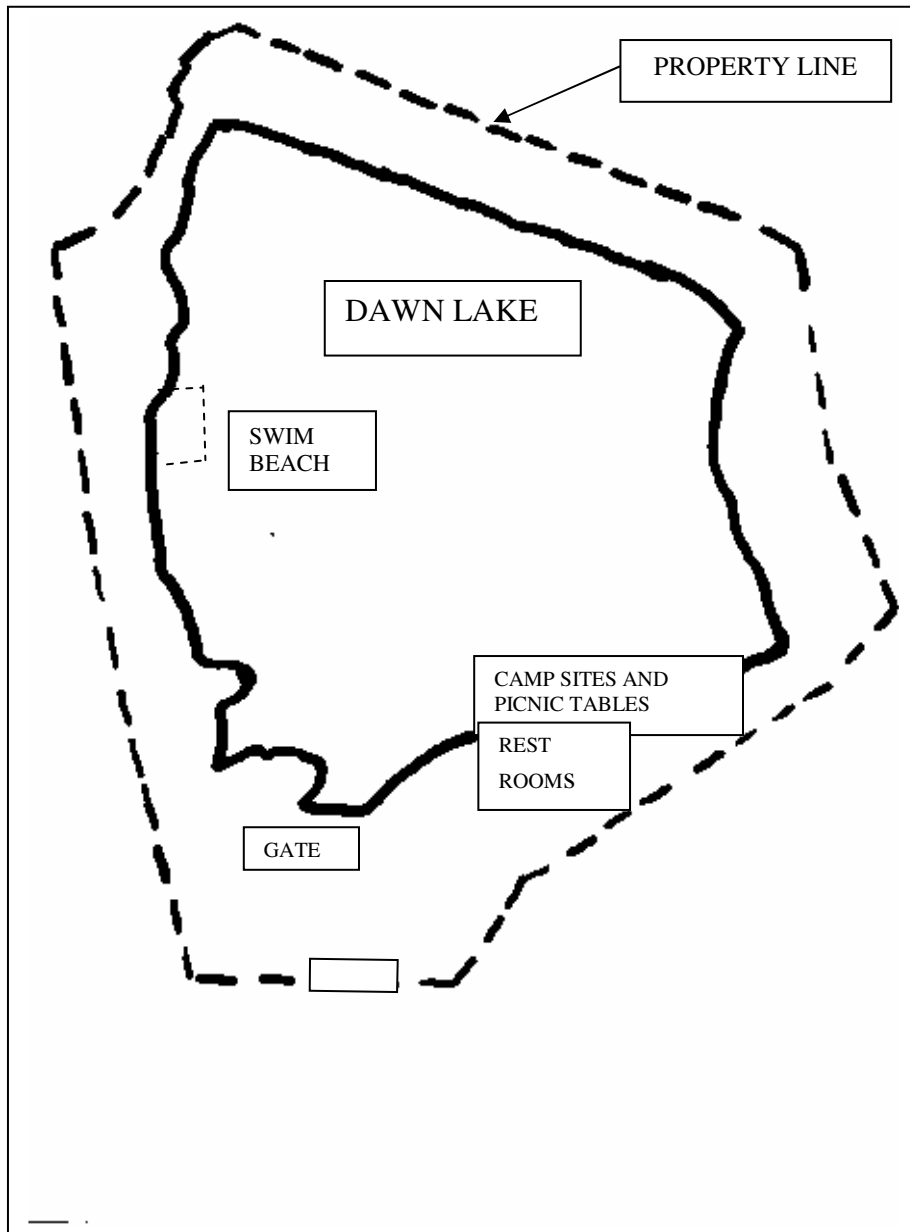 PROPERTY LINE
DAWN LAKE
SWIM
BEACH
CAMP SITES AND
PICNIC TABLES
REST
ROOMS
GATE